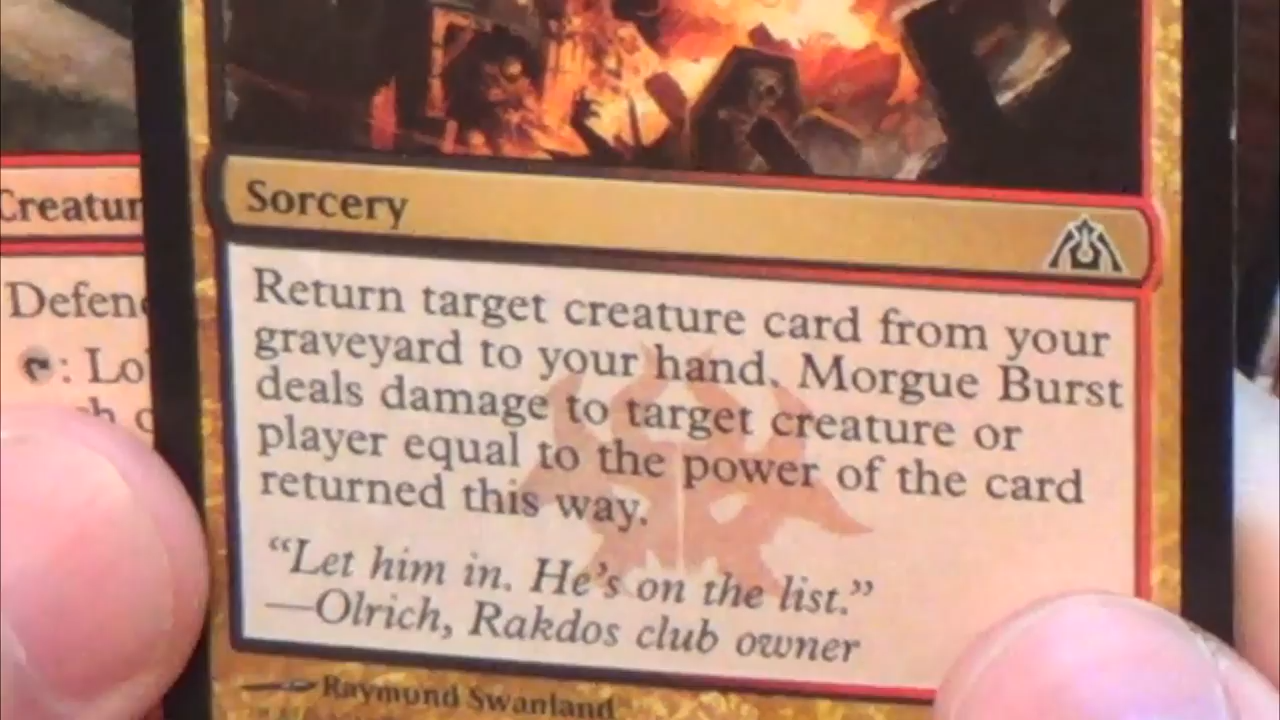 Creatur
Defen
: Lo
Sorcery
Return target creature card from your
graveyard to your hand. Morgue Burst
deals damage to target creature or
player equal to the power of the card
returned this way.
“Let him in. He’s on the list.”
—Olrich, Rakdos club owner
Raymond Swanland